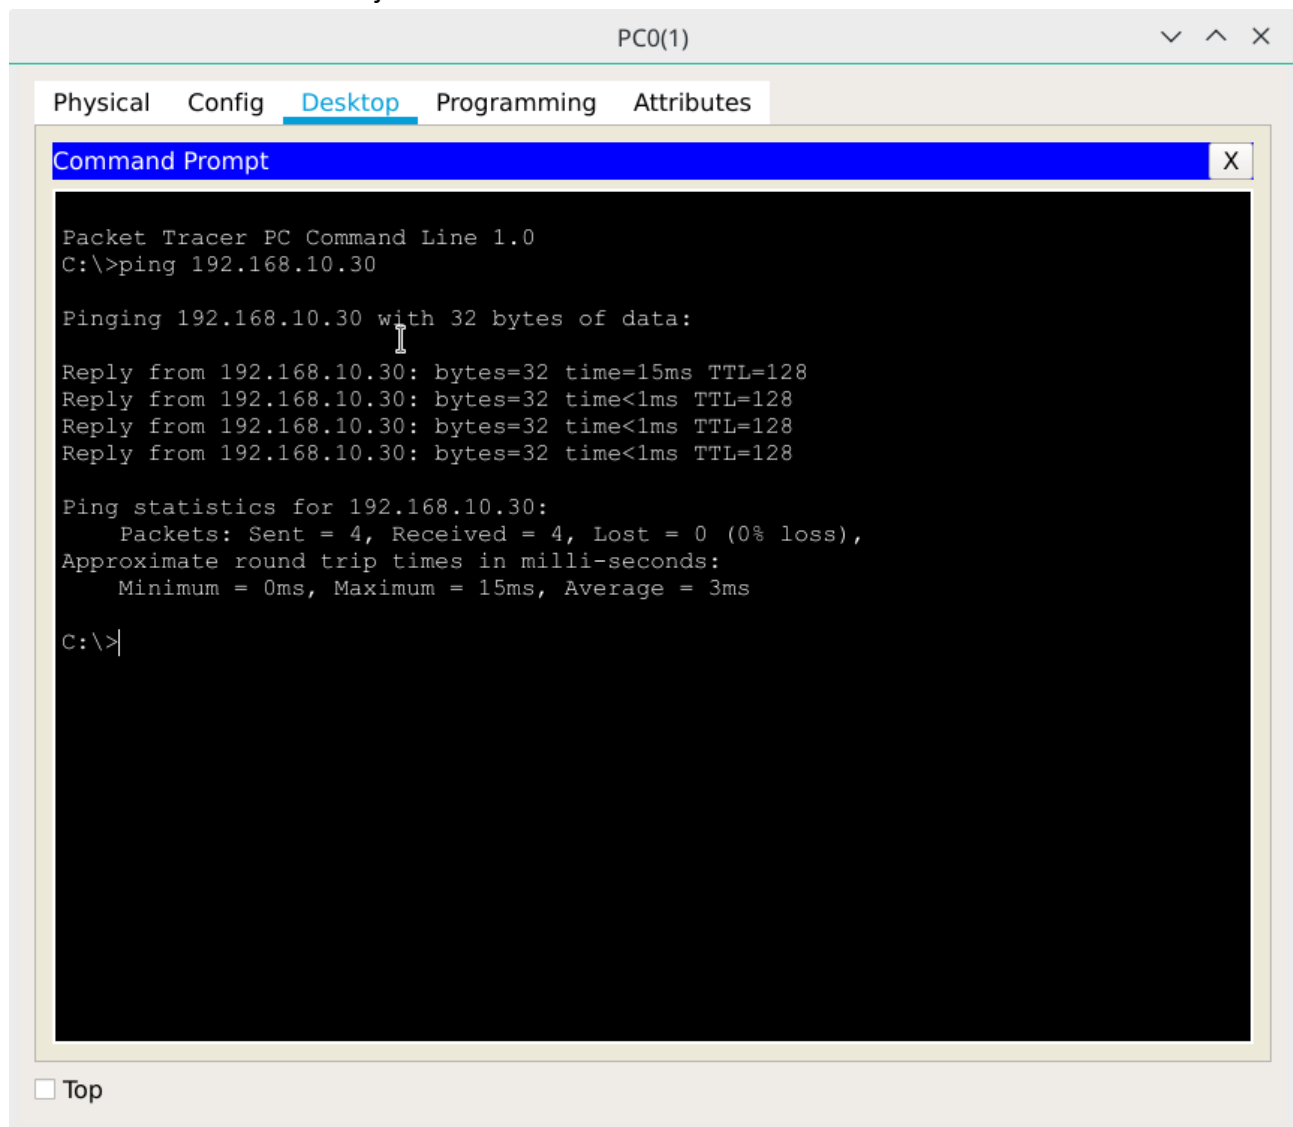 PC0(1)
Physical Config Desktop Programming Attributes
Command Prompt X
Packet Tracer PC Command Line 1.0
C:\>ping 192.168.10.30
Pinging 192.168.10.30 with 32 bytes of data:
Reply from 192.168.10.30: bytes=32 time=15ms TTL=128
Reply from 192.168.10.30: bytes=32 time<1ms TTL=128
Reply from 192.168.10.30: bytes=32 time<1ms TTL=128
Reply from 192.168.10.30: bytes=32 time<1ms TTL=128
Ping statistics for 192.168.10.30:
    Packets: Sent = 4, Received = 4, Lost = 0 (0% loss),
Approximate round trip times in milli-seconds:
    Minimum = 0ms, Maximum = 15ms, Average = 3ms
C:\>
Top